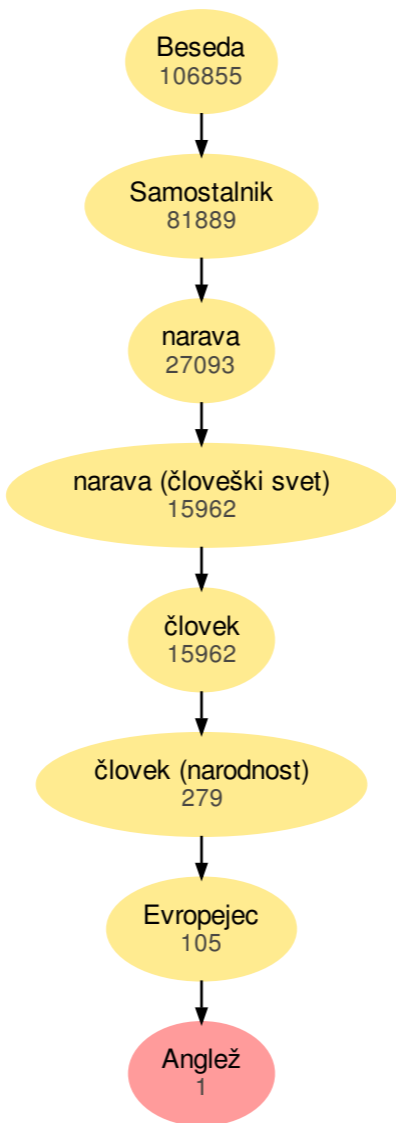 Beseda
106855
Samostalnik
81889
narava
27093
narava (človeški svet)
15962
človek
15962
človek (narodnost)
279
Evropejec
105
Anglež
1